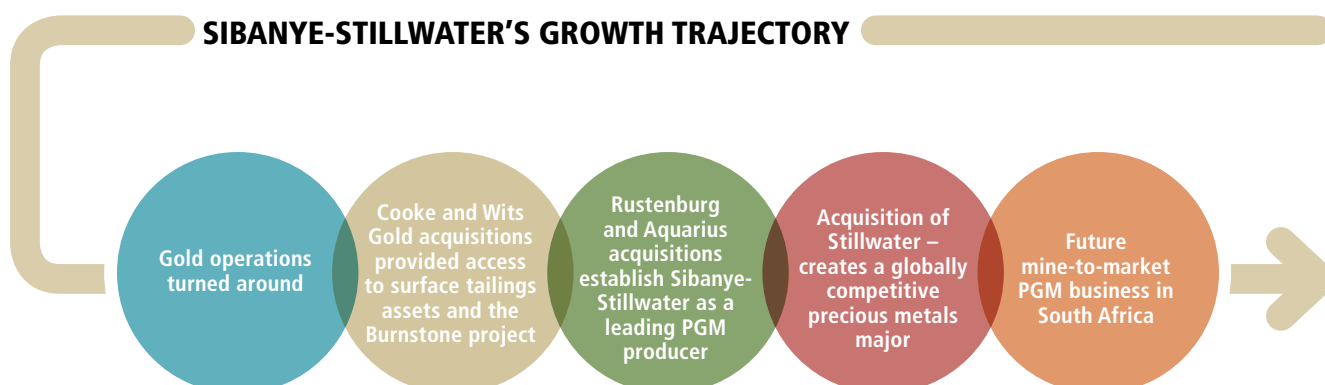 SIBANYE-STILLWATER’S GROWTH TRAJECTORY
Gold operations
turned around
Cooke and Wits
Gold acquisitions
provided access
to surface tailings
assets and the
Burnstone project
Rustenburg
and Aquarius
acquisitions
establish Sibanye-
Stillwater as a
leading PGM
producer
Acquisition of
Stillwater –
creates a globally
competitive
precious metals
major
Future
mine-to-market
PGM business in
South Africa